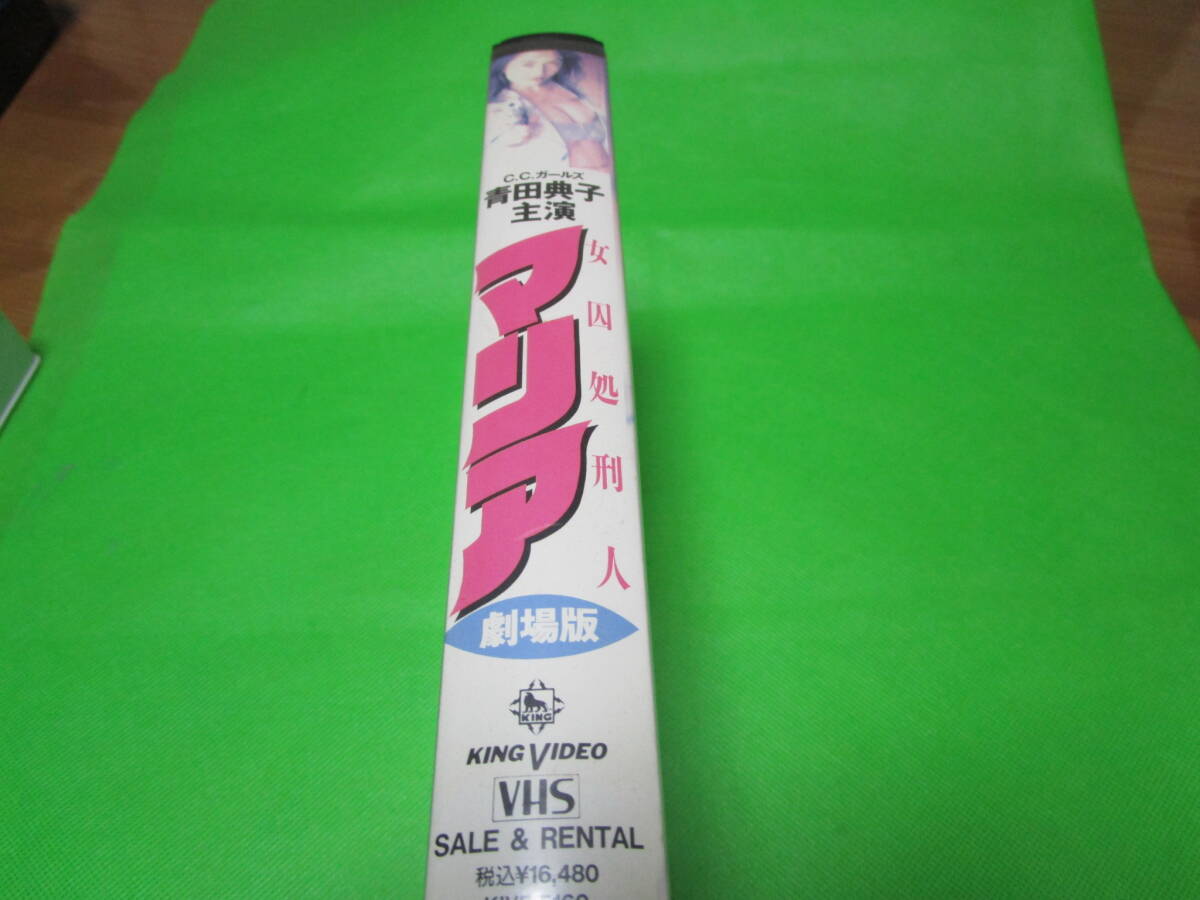 C.C.ガールズ
青田典子
主演
女囚処刑人
マリア
劇場版
KING
KING VIDEO
VHS
SALE & RENTAL
税込¥16,480